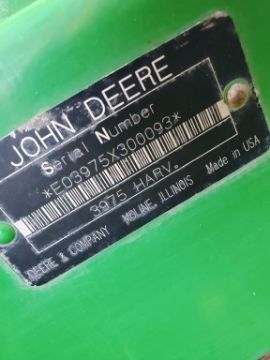 JOHN DEERE
Serial Number
*E03975X300093*
3975 HARV.
DEERE & COMPANY MOLINE, ILLINOIS Made in USA